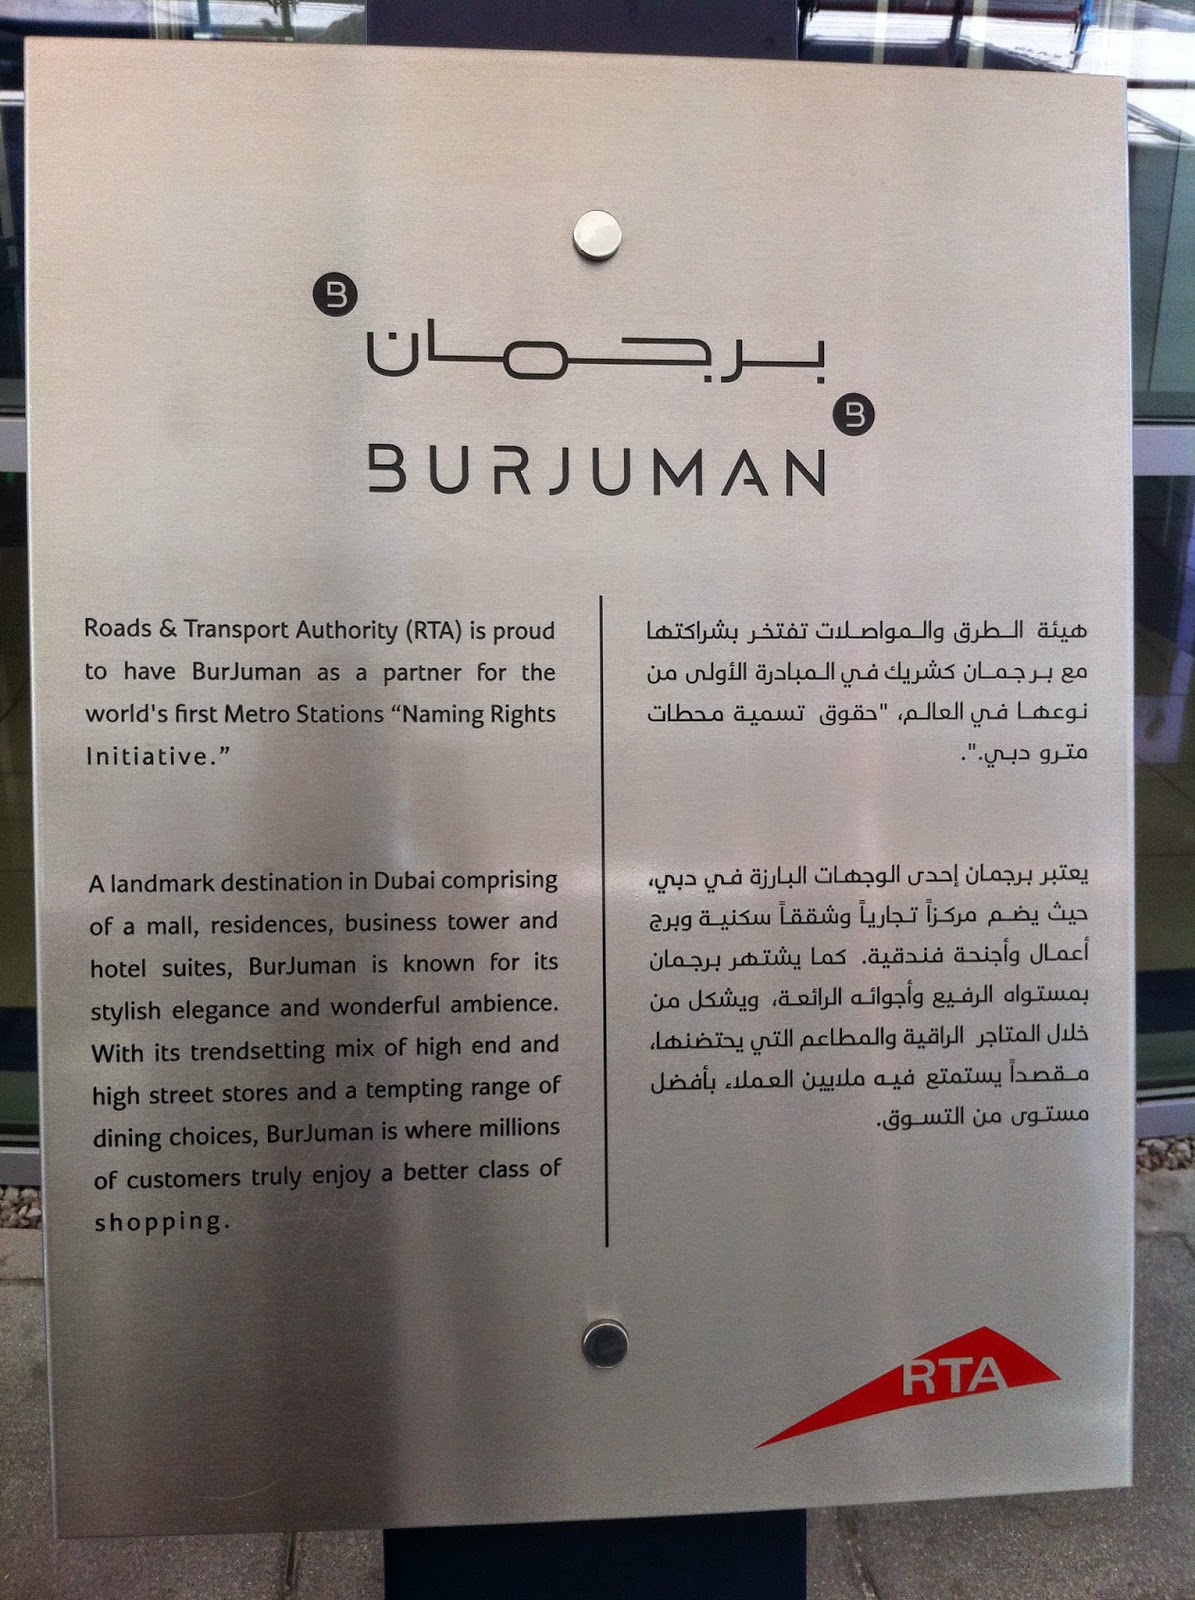 B
برجمان
B
BURJUMAN
Roads & Transport Authority (RTA) is proud
to have BurJuman as a partner for the
world's first Metro Stations “Naming Rights
Initiative.”
A landmark destination in Dubai comprising
of a mall, residences, business tower and
hotel suites, BurJuman is known for its
stylish elegance and wonderful ambience.
With its trendsetting mix of high end and
high street stores and a tempting range of
dining choices, BurJuman is where millions
of customers truly enjoy a better class of
shopping.
هيئة الطرق والمواصلات تفتخر بشراكتها
مع برجمان كشريك في المبادرة الأولى من
نوعها في العالم، "حقوق تسمية محطات
مترو دبي.".
يعتبر برجمان إحدى الوجهات البارزة في دبي،
حيث يضم مركزاً تجارياً وشققاً سكنية وبرج
أعمال وأجنحة فندقية. كما يشتهر برجمان
بمستواه الرفيع وأجوائه الرائعة، ويشكل من
خلال المتاجر الراقية والمطاعم التي يحتضنها،
مقصداً يستمتع فيه ملايين العملاء بأفضل
مستوى من التسوق.
RTA